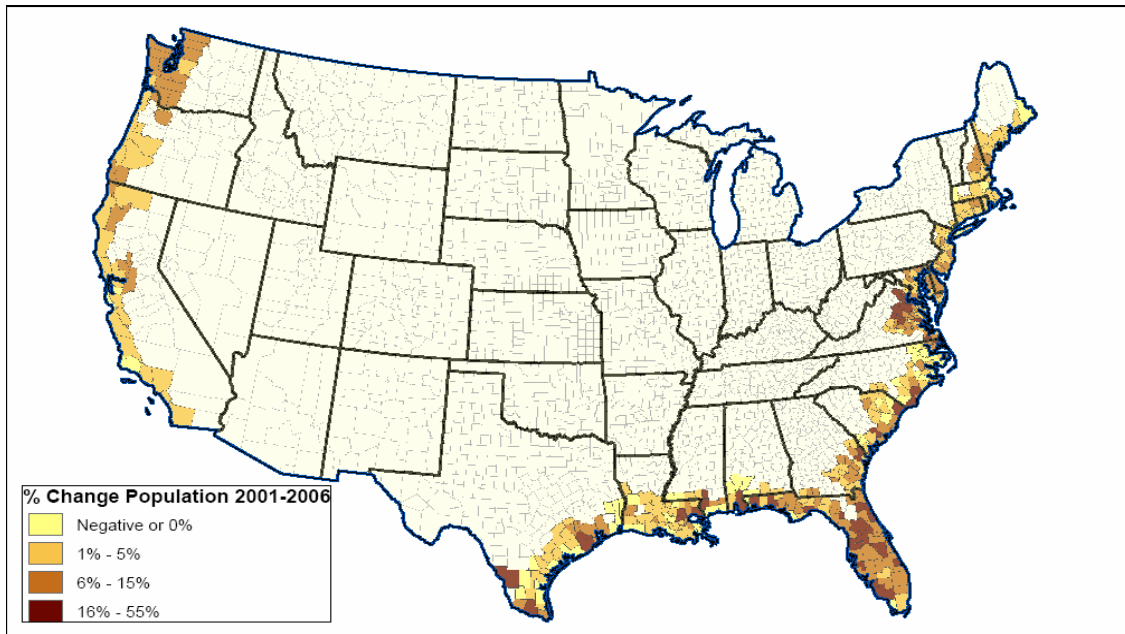 % Change Population 2001-2006
Negative or 0%
1% - 5%
6% - 15%
16% - 55%